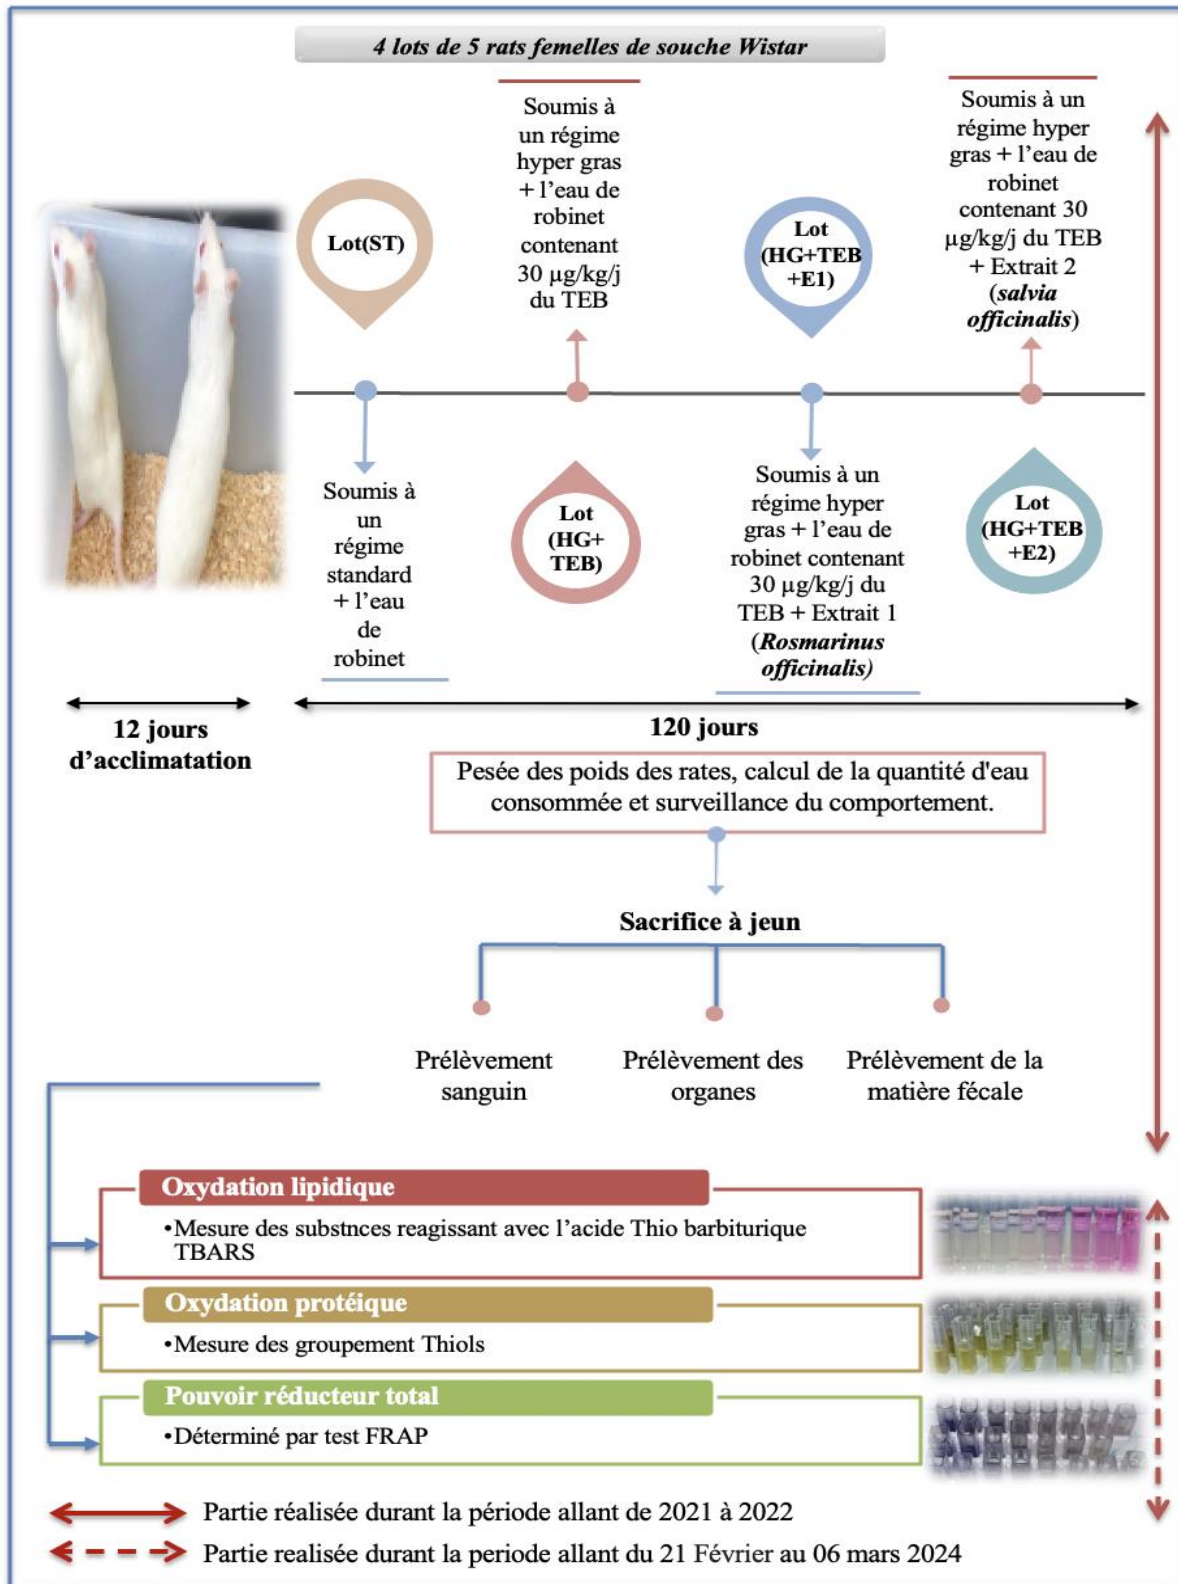 4 lots de 5 rats femelles de souche Wistar
Lot(ST)
Soumis à
un
régime
standard
+ l'eau
de
robinet
Soumis à
un régime
hyper gras
+ l'eau de
robinet
contenant
30 µg/kg/j
du TEB
Lot
(HG+
TEB)
Lot
(HG+TEB
+E1)
Soumis à un
régime hyper
gras + l'eau de
robinet contenant
30 µg/kg/j du
TEB + Extrait 1
(Rosmarinus
officinalis)
Soumis à un
régime hyper
gras + l'eau de
robinet
contenant 30
µg/kg/j du TEB
+ Extrait 2
(salvia
officinalis)
Lot
(HG+TEB
+E2)
12 jours
d'acclimatation
120 jours
Pesée des poids des rates, calcul de la quantité d'eau
consommée et surveillance du comportement.
Sacrifice à jeun
Prélèvement
sanguin
Prélèvement des
organes
Prélèvement de la
matière fécale
Oxydation lipidique
•Mesure des substnces reagissant avec l'acide Thio barbiturique
TBARS
Oxydation protéique
•Mesure des groupement Thiols
Pouvoir réducteur total
•Déterminé par test FRAP
Partie réalisée durant la période allant de 2021 à 2022
Partie realisée durant la periode allant du 21 Février au 06 mars 2024